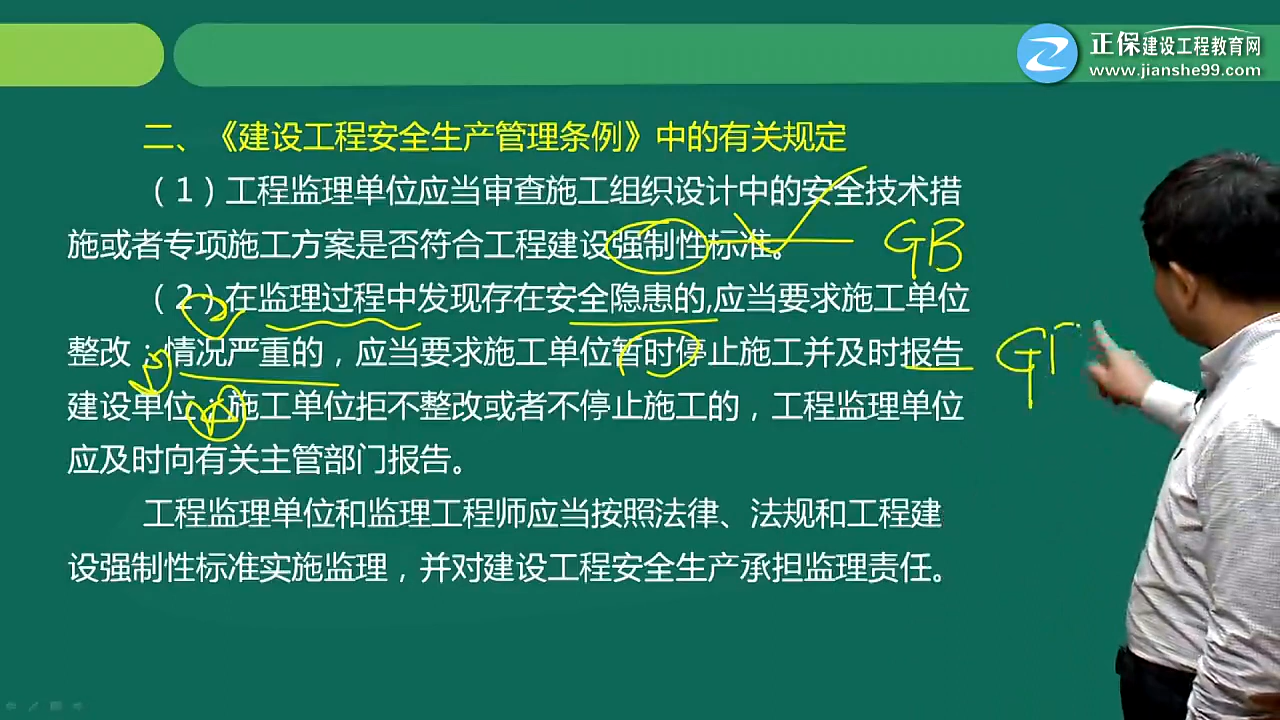 正保建设工程教育网
www.jianshe99.com
二、《建设工程安全生产管理条例》中的有关规定
（1）工程监理单位应当审查施工组织设计中的安全技术措
施或者专项施工方案是否符合工程建设强制性标准。
GB
（2）在监理过程中发现存在安全隐患的,应当要求施工单位
整改；情况严重的，应当要求施工单位暂时停止施工并及时报告
建设单位；施工单位拒不整改或者不停止施工的，工程监理单位
应及时向有关主管部门报告。
工程监理单位和监理工程师应当按照法律、法规和工程建
设强制性标准实施监理，并对建设工程安全生产承担监理责任。